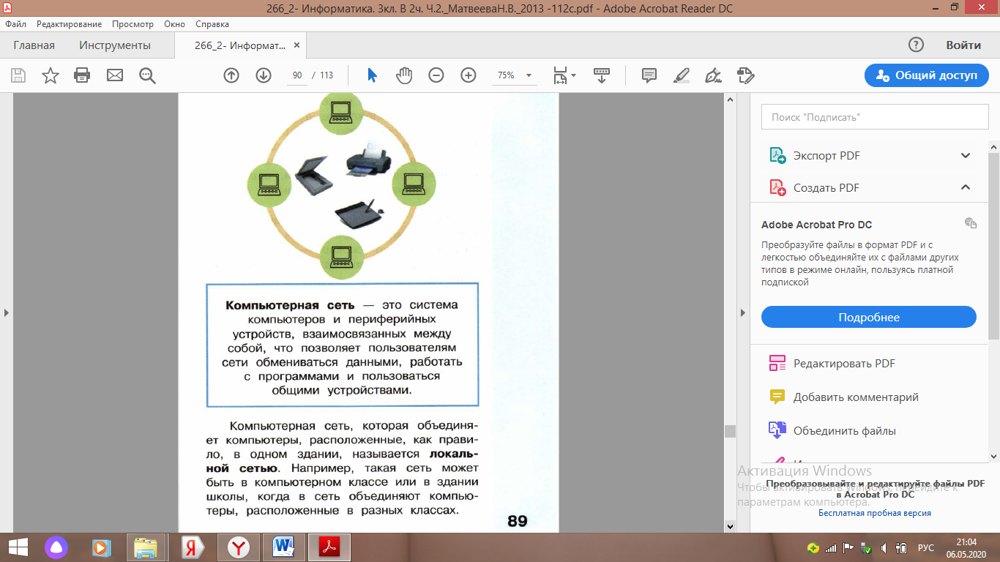 266_2- Информатика. 3кл. В 2ч. Ч.2._МатвееваН.В._2013 -112с.pdf - Adobe Acrobat Reader DC
Файл Редактирование Просмотр Окно Справка
Главная Инструменты 266_2- Информат... × Войти
90 / 113 75% Общий доступ
Компьютерная сеть — это система
компьютеров и периферийных
устройств, взаимосвязанных между
собой, что позволяет пользователям
сети обмениваться данными, работать
с программами и пользоваться
общими устройствами.
Компьютерная сеть, которая объединя-
ет компьютеры, расположенные, как прави-
ло, в одном здании, называется локаль-
ной сетью. Например, такая сеть может
быть в компьютерном классе или в здании
школы, когда в сеть объединяют компью-
теры, расположенные в разных классах.
89
Поиск "Подписать"
Экспорт PDF
Создать PDF
Adobe Acrobat Pro DC
Преобразуйте файлы в формат PDF и с
легкостью объединяйте их с файлами других
типов в режиме онлайн, пользуясь платной
подпиской
Подробнее
Редактировать PDF
Добавить комментарий
Объединить файлы
Активация Windows
Чтобы активировать Windows, перейдите к
параметрам компьютера.
Преобразовывайте и редактируйте файлы PDF
в Acrobat Pro DC
Бесплатная пробная версия
РУС
21:04
06.05.2020